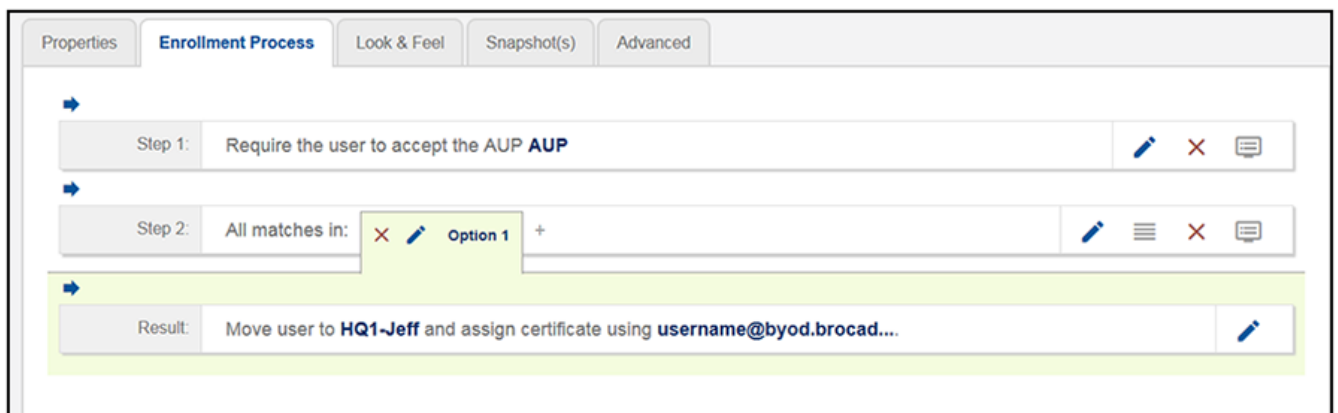 Properties Enrollment Process Look & Feel Snapshot(s) Advanced
Step 1: Require the user to accept the AUP AUP
Step 2: All matches in: Option 1 +
Result: Move user to HQ1-Jeff and assign certificate using username@byod.brocad....